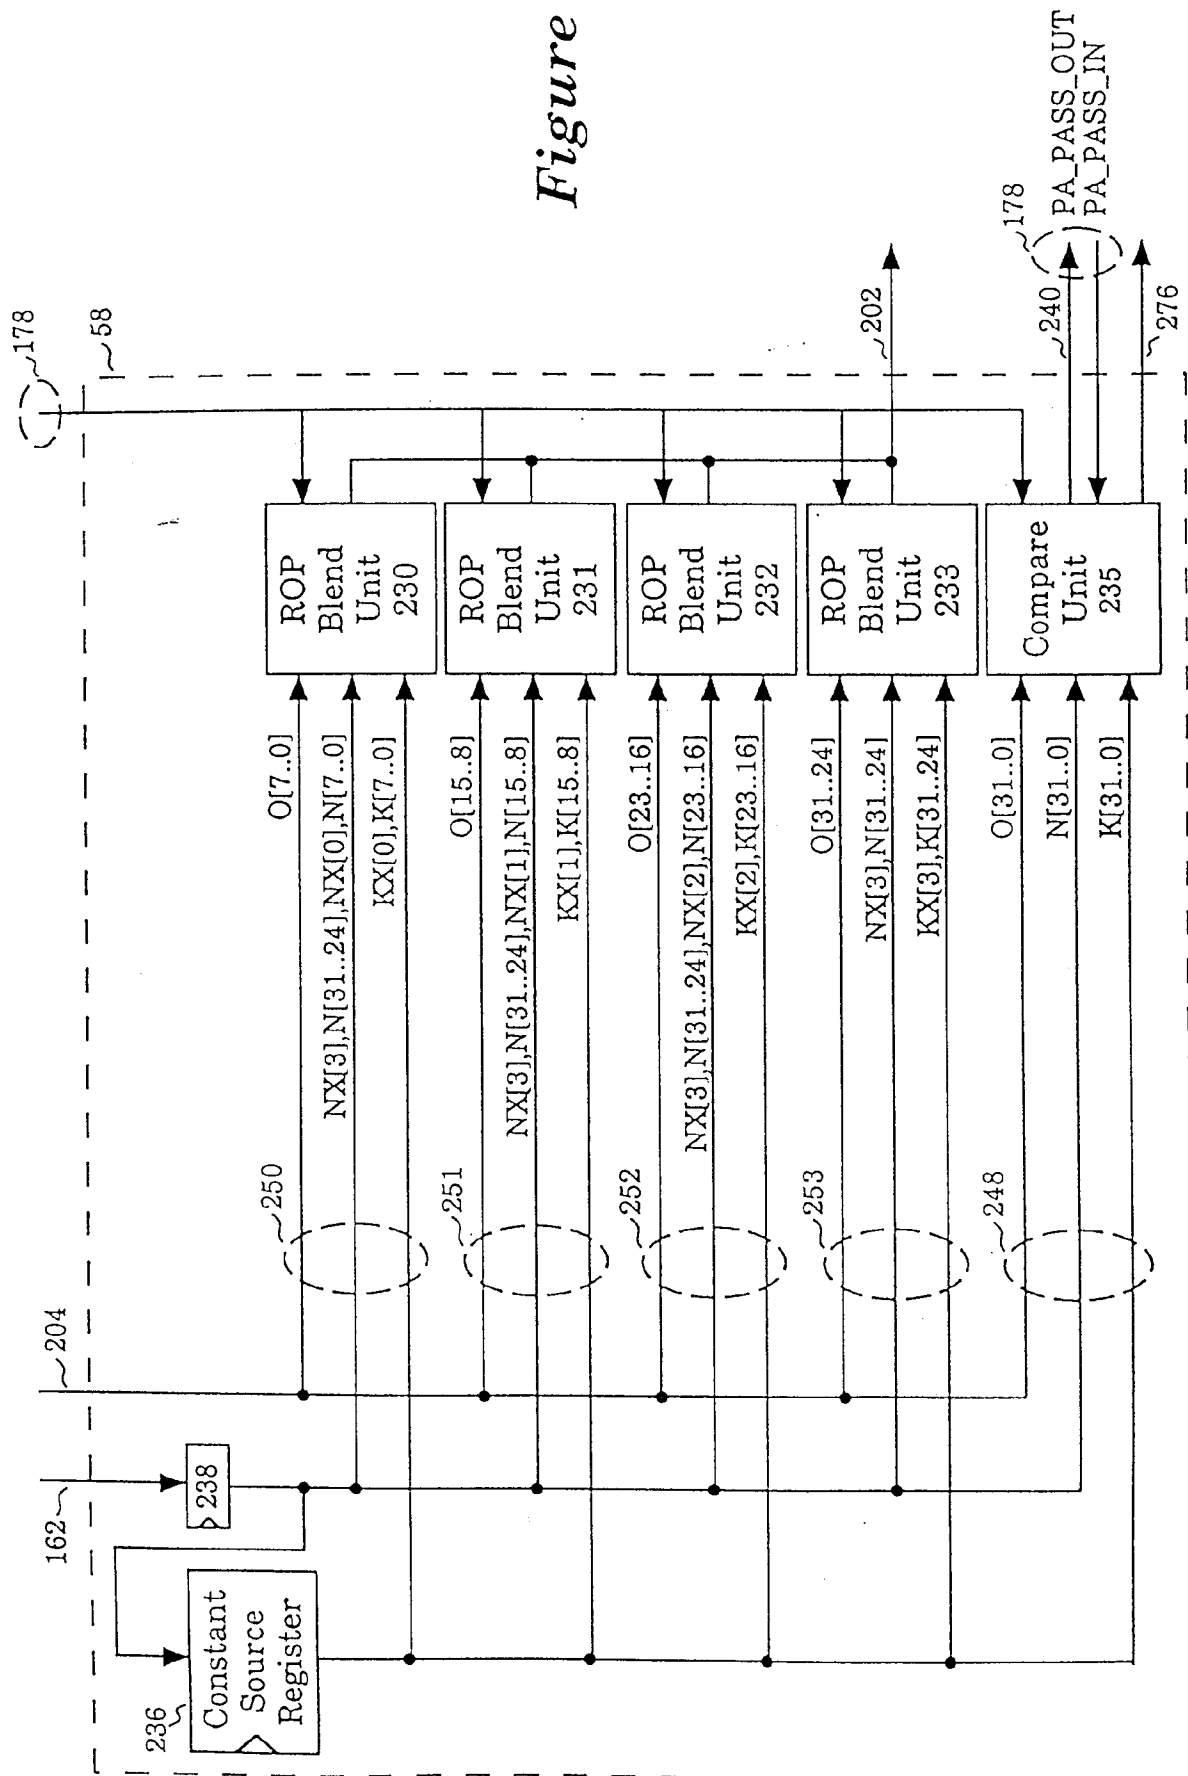 Figure
178
58
ROP
Blend
Unit
230
ROP
Blend
Unit
231
ROP
Blend
Unit
232
ROP
Blend
Unit
233
Compare
Unit
235
202
178
240
PA_PASS_OUT
PA_PASS_IN
276
O[7..0]
NX[3],N[31..24],NX[0],N[7..0]
KX[0],K[7..0]
O[15..8]
NX[3],N[31..24],NX[1],N[15..8]
KX[1],K[15..8]
O[23..16]
NX[3],N[31..24],NX[2],N[23..16]
KX[2],K[23..16]
O[31..24]
NX[3],N[31..24]
KX[3],K[31..24]
O[31..0]
N[31..0]
K[31..0]
250
251
252
253
248
204
162
238
236
Constant
Source
Register